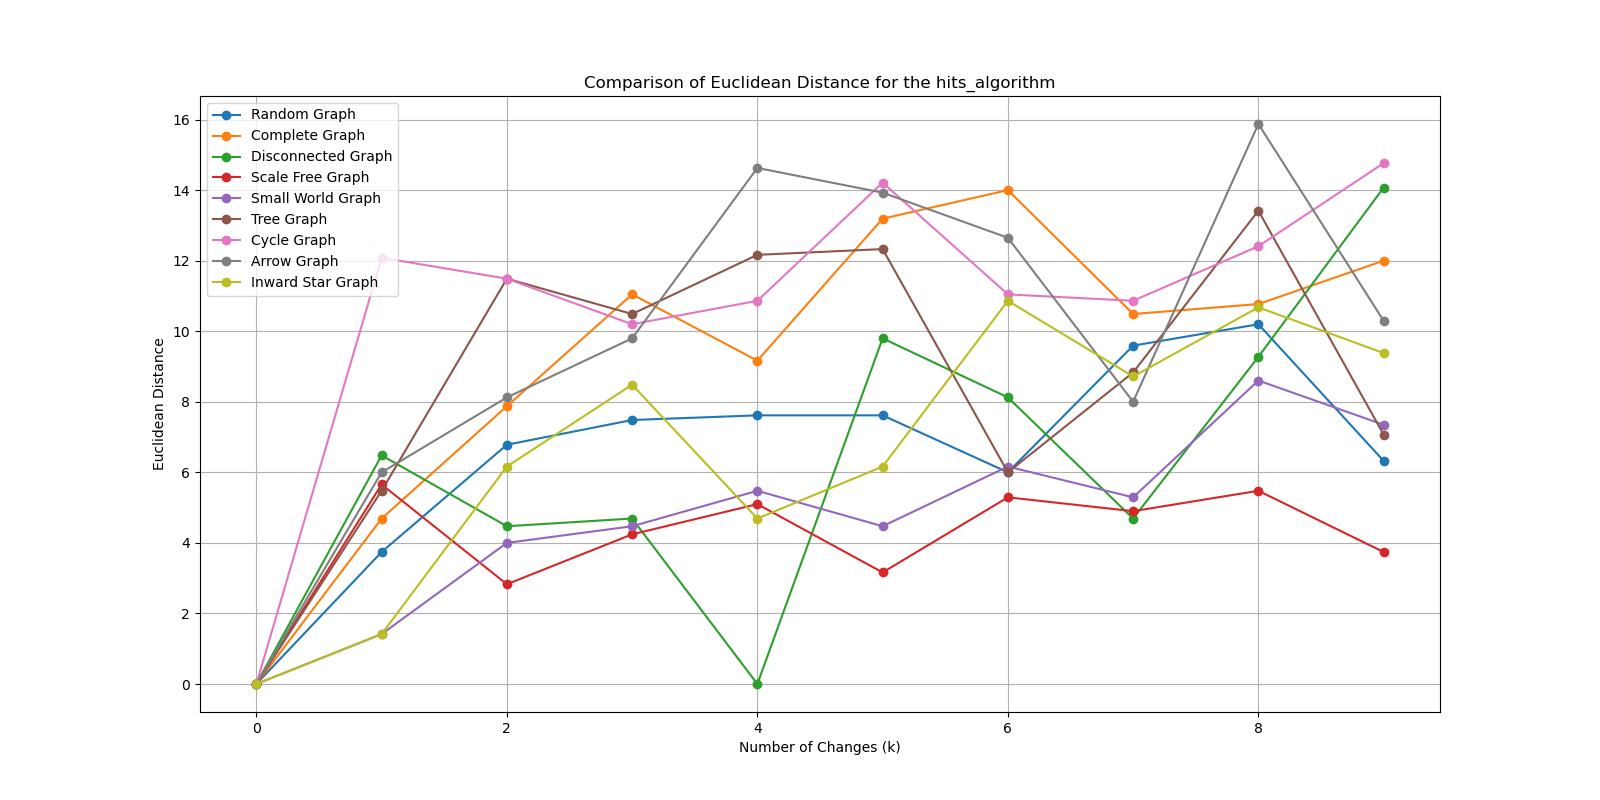 Comparison of Euclidean Distance for the hits_algorithm
Random Graph
Complete Graph
Disconnected Graph
Scale Free Graph
Small World Graph
Tree Graph
Cycle Graph
Arrow Graph
Inward Star Graph
Euclidean Distance
16
14
12
10
8
6
4
2
0
0 2 4 6 8
Number of Changes (k)